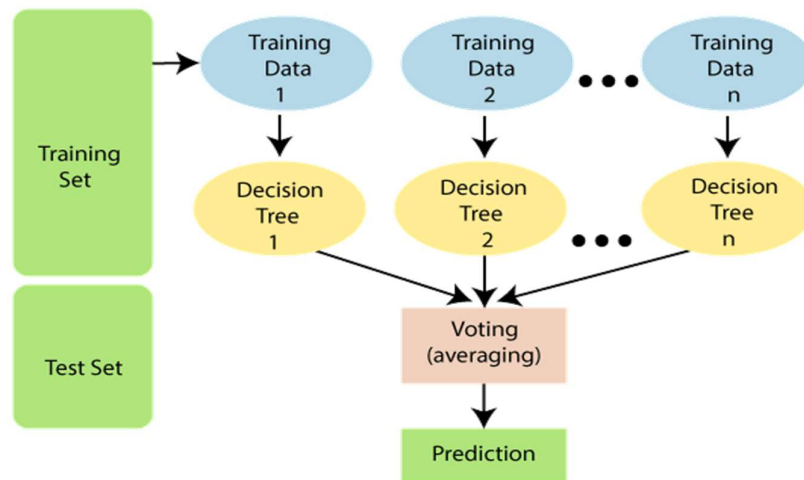 Training
Set
Test Set
Training
Data
1
Training
Data
2
Training
Data
n
Decision
Tree
1
Decision
Tree
2
Decision
Tree
n
Voting
(averaging)
Prediction